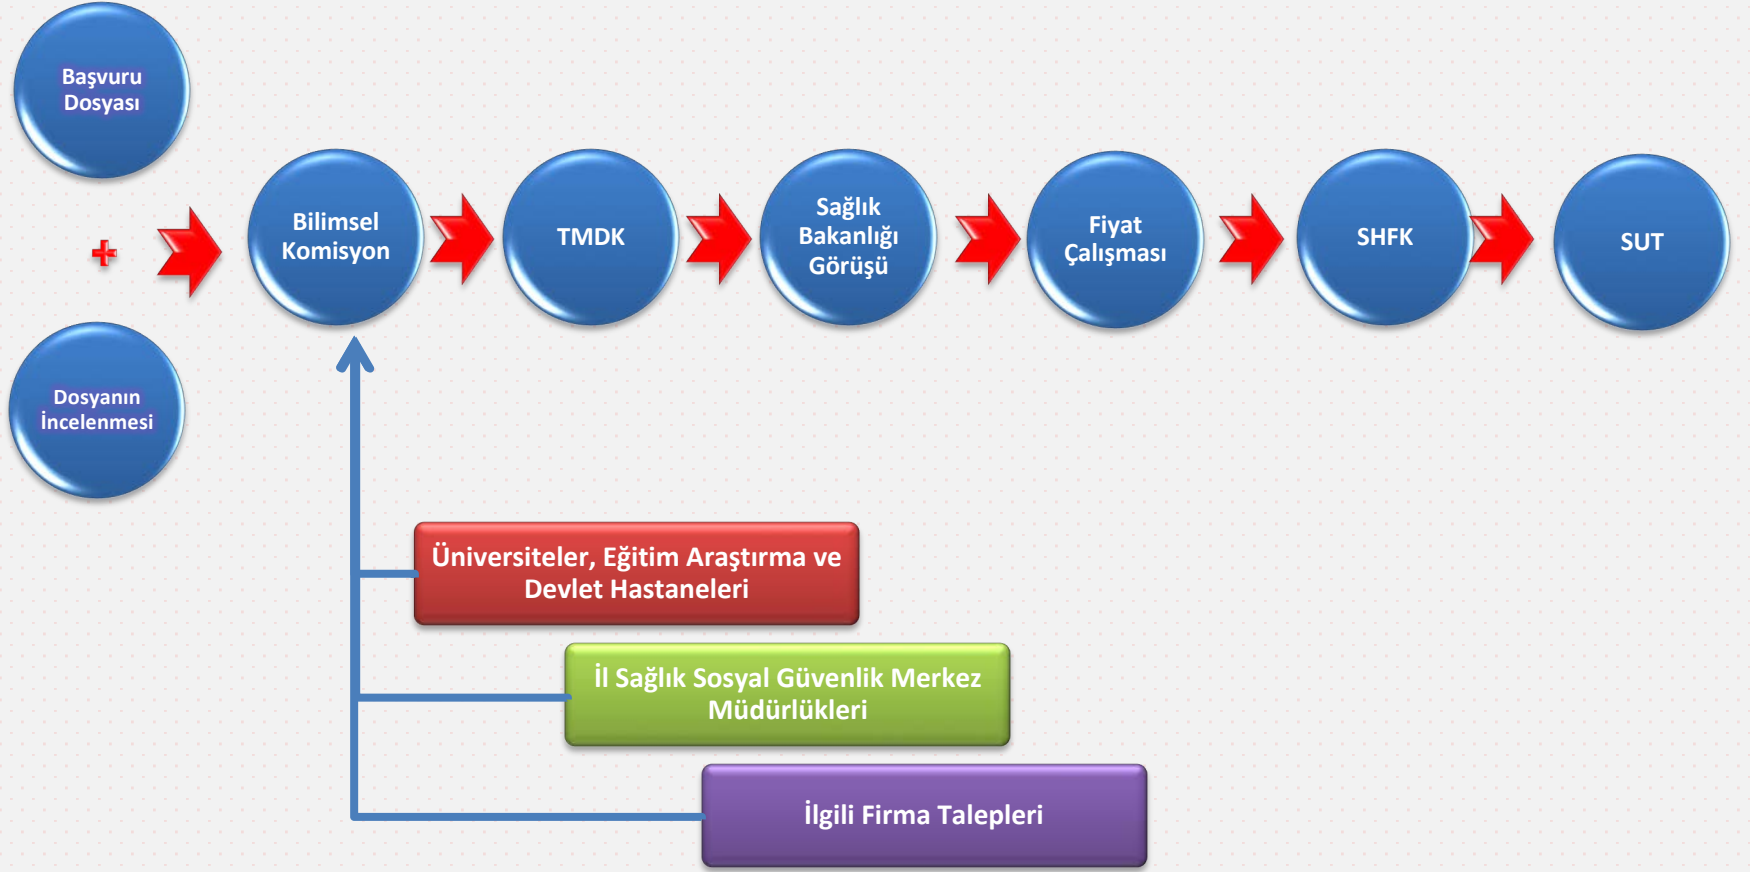 Başvuru
Dosyası
+
Dosyanın
İncelenmesi
Bilimsel
Komisyon
TMDK
Sağlık
Bakanlığı
Görüşü
Fiyat
Çalışması
SHFK
SUT
Üniversiteler, Eğitim Araştırma ve
Devlet Hastaneleri
İl Sağlık Sosyal Güvenlik Merkez
Müdürlükleri
İlgili Firma Talepleri